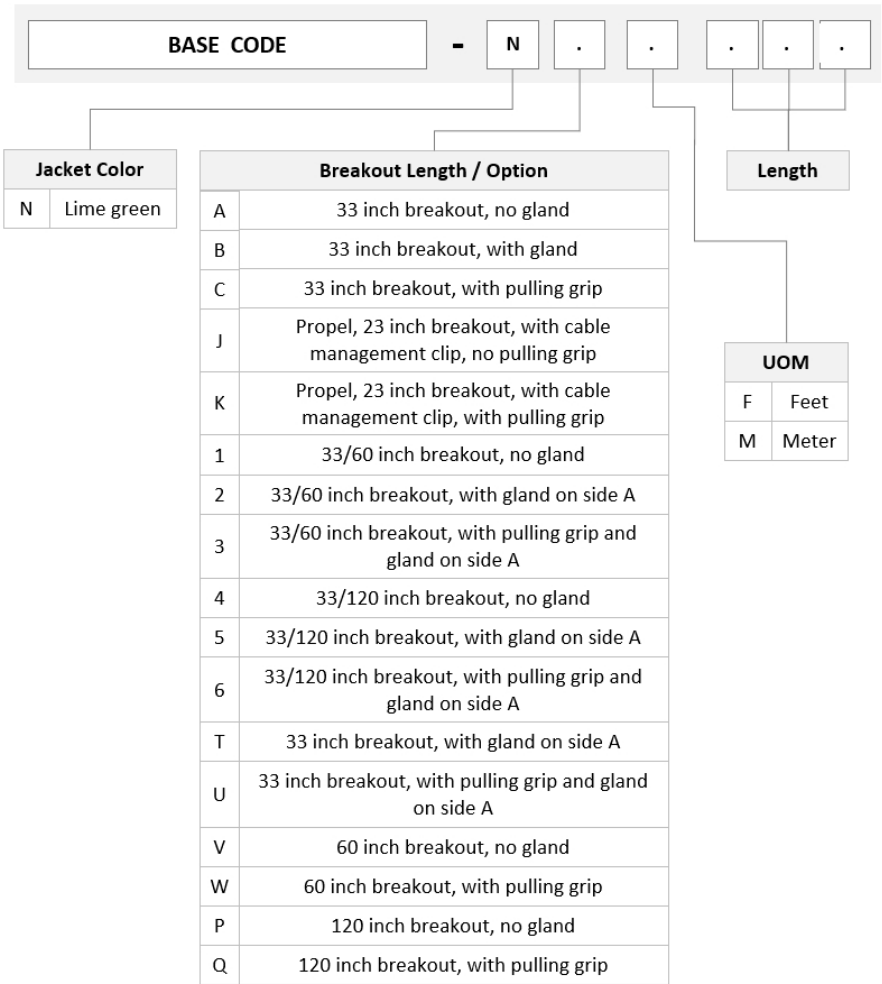 BASE CODE - N . . . . .
Jacket Color
N Lime green
Breakout Length / Option
A 33 inch breakout, no gland
B 33 inch breakout, with gland
C 33 inch breakout, with pulling grip
J Propel, 23 inch breakout, with cable
management clip, no pulling grip
K Propel, 23 inch breakout, with cable
management clip, with pulling grip
1 33/60 inch breakout, no gland
2 33/60 inch breakout, with gland on side A
3 33/60 inch breakout, with pulling grip and
gland on side A
4 33/120 inch breakout, no gland
5 33/120 inch breakout, with gland on side A
6 33/120 inch breakout, with pulling grip and
gland on side A
T 33 inch breakout, with gland on side A
U 33 inch breakout, with pulling grip and gland
on side A
V 60 inch breakout, no gland
W 60 inch breakout, with pulling grip
P 120 inch breakout, no gland
Q 120 inch breakout, with pulling grip
Length
UOM
F Feet
M Meter